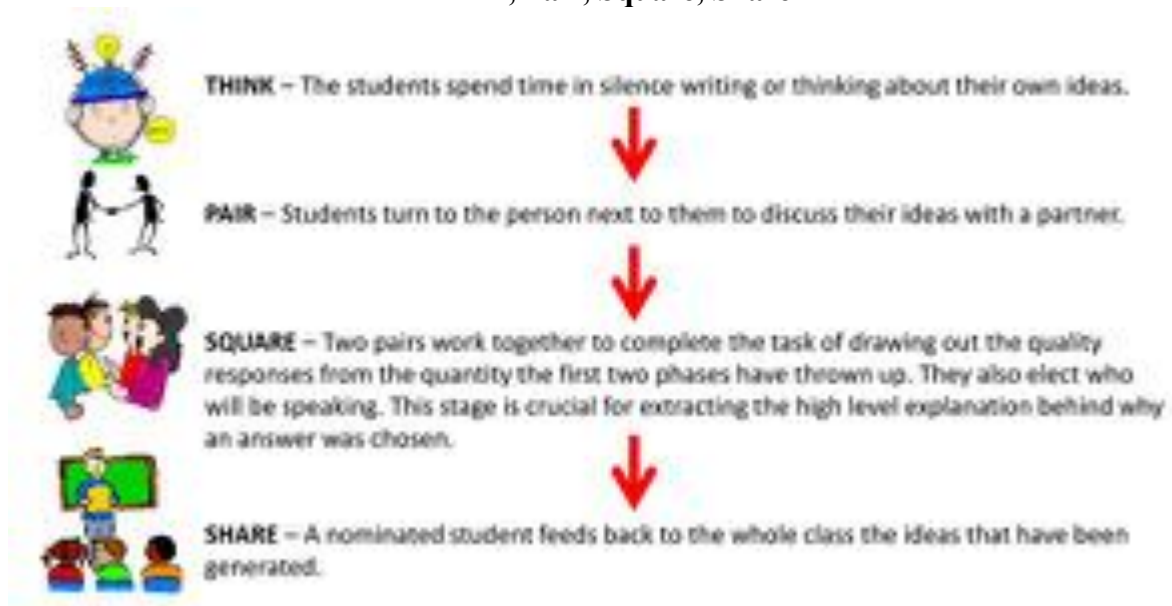 THINK – The students spend time in silence writing or thinking about their own ideas.
PAIR – Students turn to the person next to them to discuss their ideas with a partner.
SQUARE – Two pairs work together to complete the task of drawing out the quality
responses from the quantity the first two phases have thrown up. They also elect who
will be speaking. This stage is crucial for extracting the high level explanation behind why
an answer was chosen.
SHARE – A nominated student feeds back to the whole class the ideas that have been
generated.